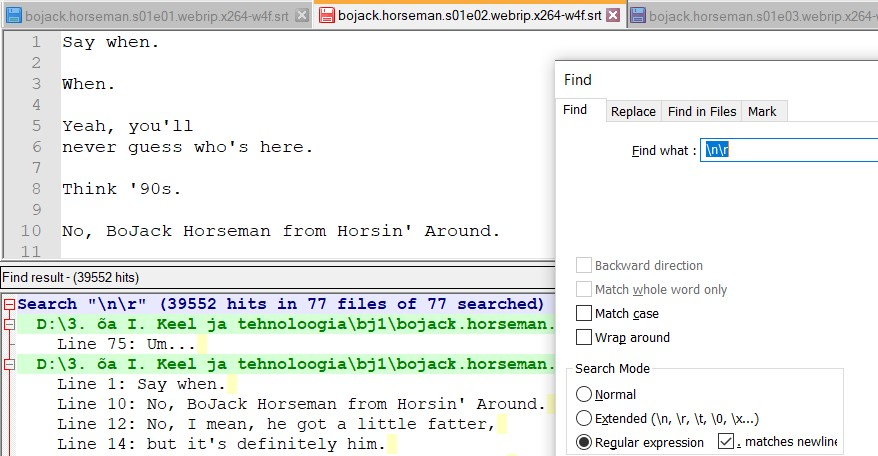 bojack.horseman.s01e01.webrip.x264-w4f.srt
bojack.horseman.s01e02.webrip.x264-w4f.srt
bojack.horseman.s01e03.webrip.x264-w
1 Say when.
2
3 When.
4
5 Yeah, you'll
6 never guess who's here.
7
8 Think '90s.
9
10 No, BoJack Horseman from Horsin' Around.
11
Find
Find
Replace
Find in Files
Mark
Find what :
\n\r
Backward direction
Match whole word only
Match case
Wrap around
Search Mode
Normal
Extended (\n, \r, \t, \0, \x...)
Regular expression
. matches newline
Find result - (39552 hits)
Search "\n\r" (39552 hits in 77 files of 77 searched)
D:\3. õa I. Keel ja tehnoloogia\bj1\bojack.horseman.
Line 75: Um...
D:\3. õa I. Keel ja tehnoloogia\bj1\bojack.horseman.
Line 1: Say when.
Line 10: No, BoJack Horseman from Horsin' Around.
Line 12: No, I mean, he got a little fatter,
Line 14: but it's definitely him.